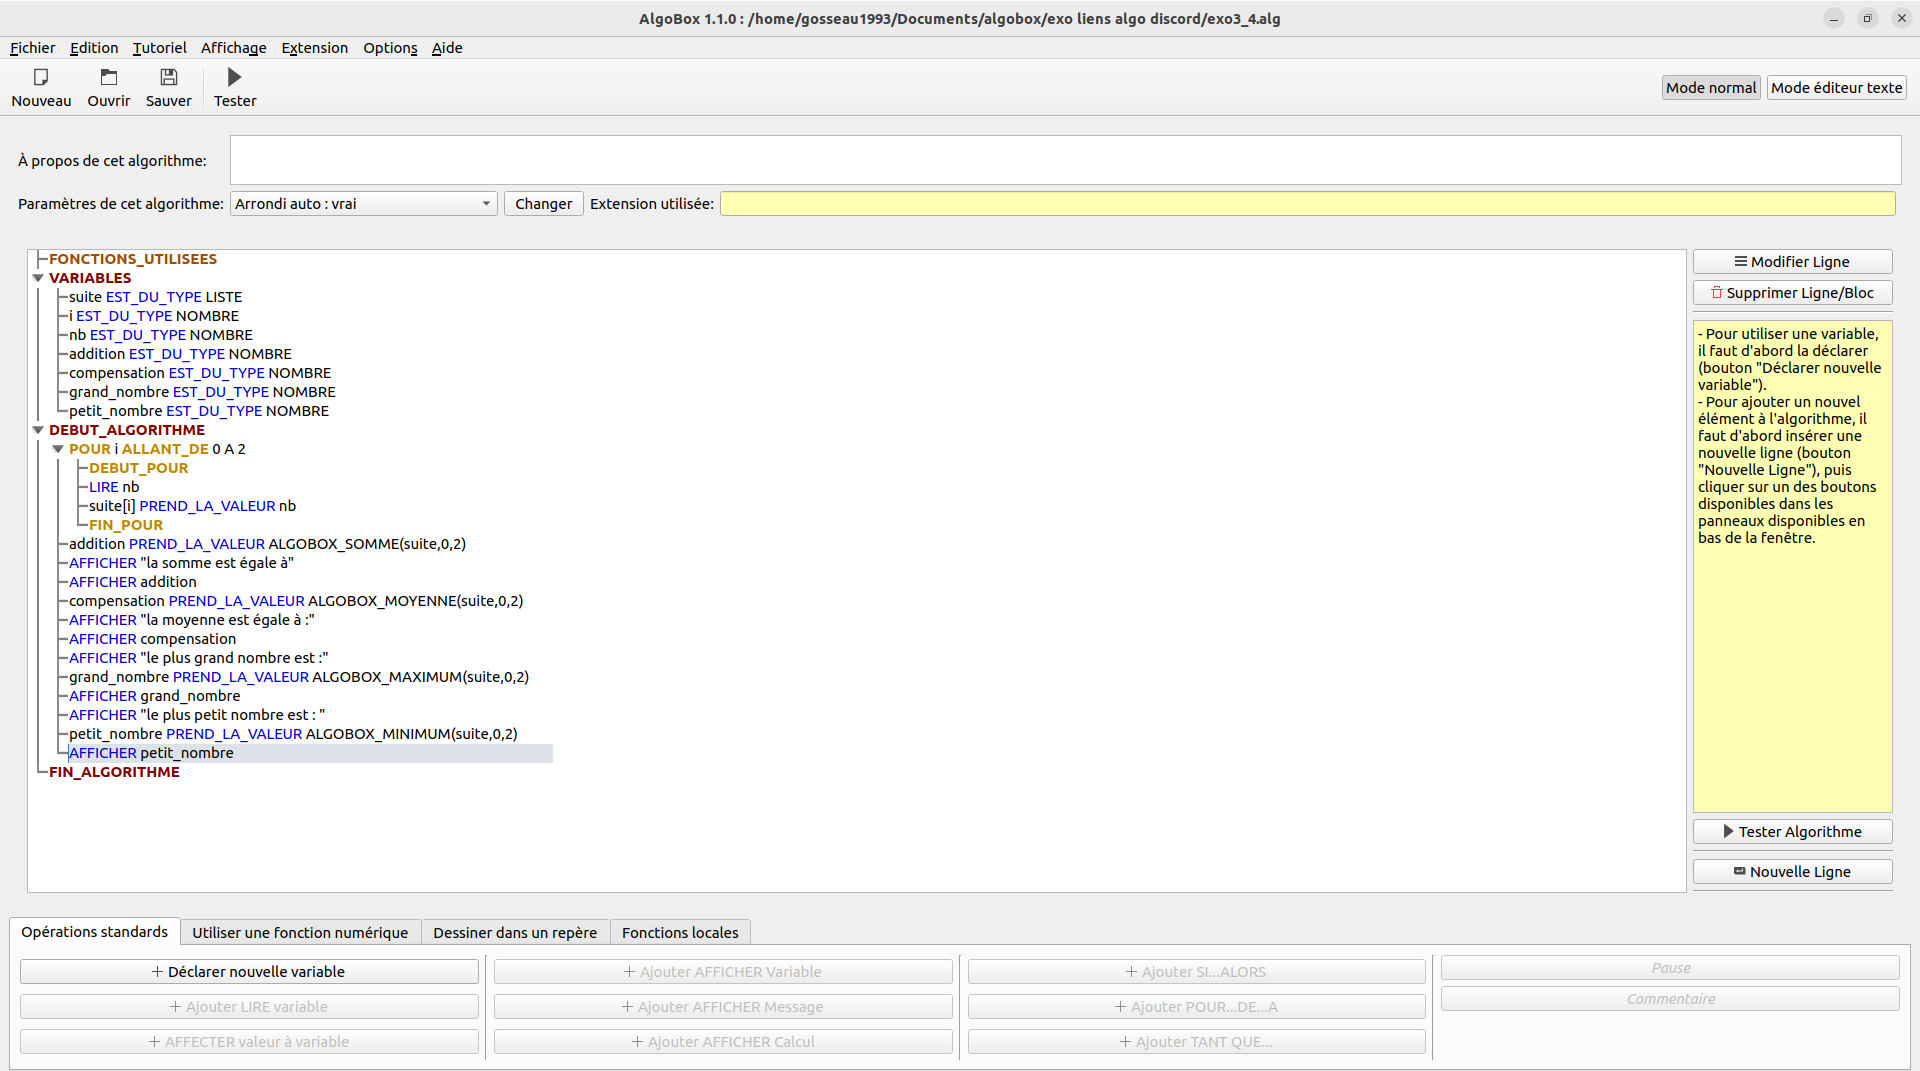 AlgoBox 1.1.0 : /home/gosseau1993/Documents/algobox/exo liens algo discord/exo3_4.alg
Fichier Edition Tutoriel Affichage Extension Options Aide
Nouveau Ouvrir Sauver Tester
Mode normal Mode éditeur texte
À propos de cet algorithme:
Paramètres de cet algorithme: Arrondi auto : vrai Changer Extension utilisée:
FONCTIONS_UTILISEES
VARIABLES
suite EST_DU_TYPE LISTE
i EST_DU_TYPE NOMBRE
nb EST_DU_TYPE NOMBRE
addition EST_DU_TYPE NOMBRE
compensation EST_DU_TYPE NOMBRE
grand_nombre EST_DU_TYPE NOMBRE
petit_nombre EST_DU_TYPE NOMBRE
DEBUT_ALGORITHME
POUR i ALLANT_DE 0 A 2
DEBUT_POUR
LIRE nb
suite[i] PREND_LA_VALEUR nb
FIN_POUR
addition PREND_LA_VALEUR ALGOBOX_SOMME(suite,0,2)
AFFICHER "la somme est égale à"
AFFICHER addition
compensation PREND_LA_VALEUR ALGOBOX_MOYENNE(suite,0,2)
AFFICHER "la moyenne est égale à :"
AFFICHER compensation
AFFICHER "le plus grand nombre est :"
grand_nombre PREND_LA_VALEUR ALGOBOX_MAXIMUM(suite,0,2)
AFFICHER grand_nombre
AFFICHER "le plus petit nombre est : "
petit_nombre PREND_LA_VALEUR ALGOBOX_MINIMUM(suite,0,2)
AFFICHER petit_nombre
FIN_ALGORITHME
Modifier Ligne
Supprimer Ligne/Bloc
- Pour utiliser une variable,
il faut d'abord la déclarer
(bouton "Déclarer nouvelle
variable").
- Pour ajouter un nouvel
élément à l'algorithme, il
faut d'abord insérer une
nouvelle ligne (bouton
"Nouvelle Ligne"), puis
cliquer sur un des boutons
disponibles dans les
panneaux disponibles en
bas de la fenêtre.
Tester Algorithme
Nouvelle Ligne
Opérations standards Utiliser une fonction numérique Dessiner dans un repère Fonctions locales
Déclarer nouvelle variable
Ajouter LIRE variable
AFFECTER valeur à variable
Ajouter AFFICHER Variable
Ajouter AFFICHER Message
Ajouter AFFICHER Calcul
Ajouter SI...ALORS
Ajouter POUR...DE...A
Ajouter TANT QUE...
Pause
Commentaire